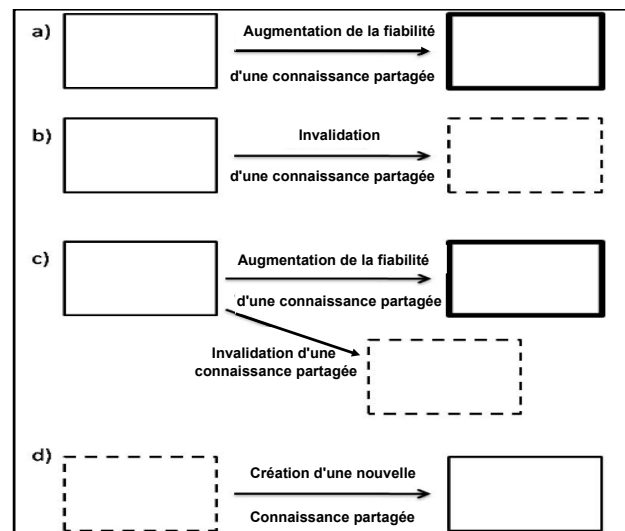 a)
Augmentation de la fiabilité
d'une connaissance partagée
b)
Invalidation
d'une connaissance partagée
c)
Augmentation de la fiabilité
d'une connaissance partagée
Invalidation d'une
connaissance partagée
d)
Création d'une nouvelle
Connaissance partagée